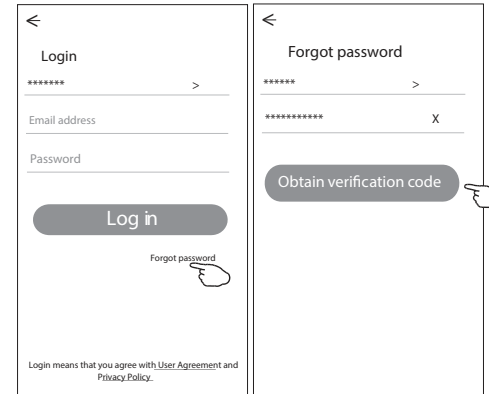 Login
******* >
Email address
Password
Log in
Forgot password
Login means that you agree with User Agreement and
Privacy Policy
Forgot password
****** >
*********** X
Obtain verification code